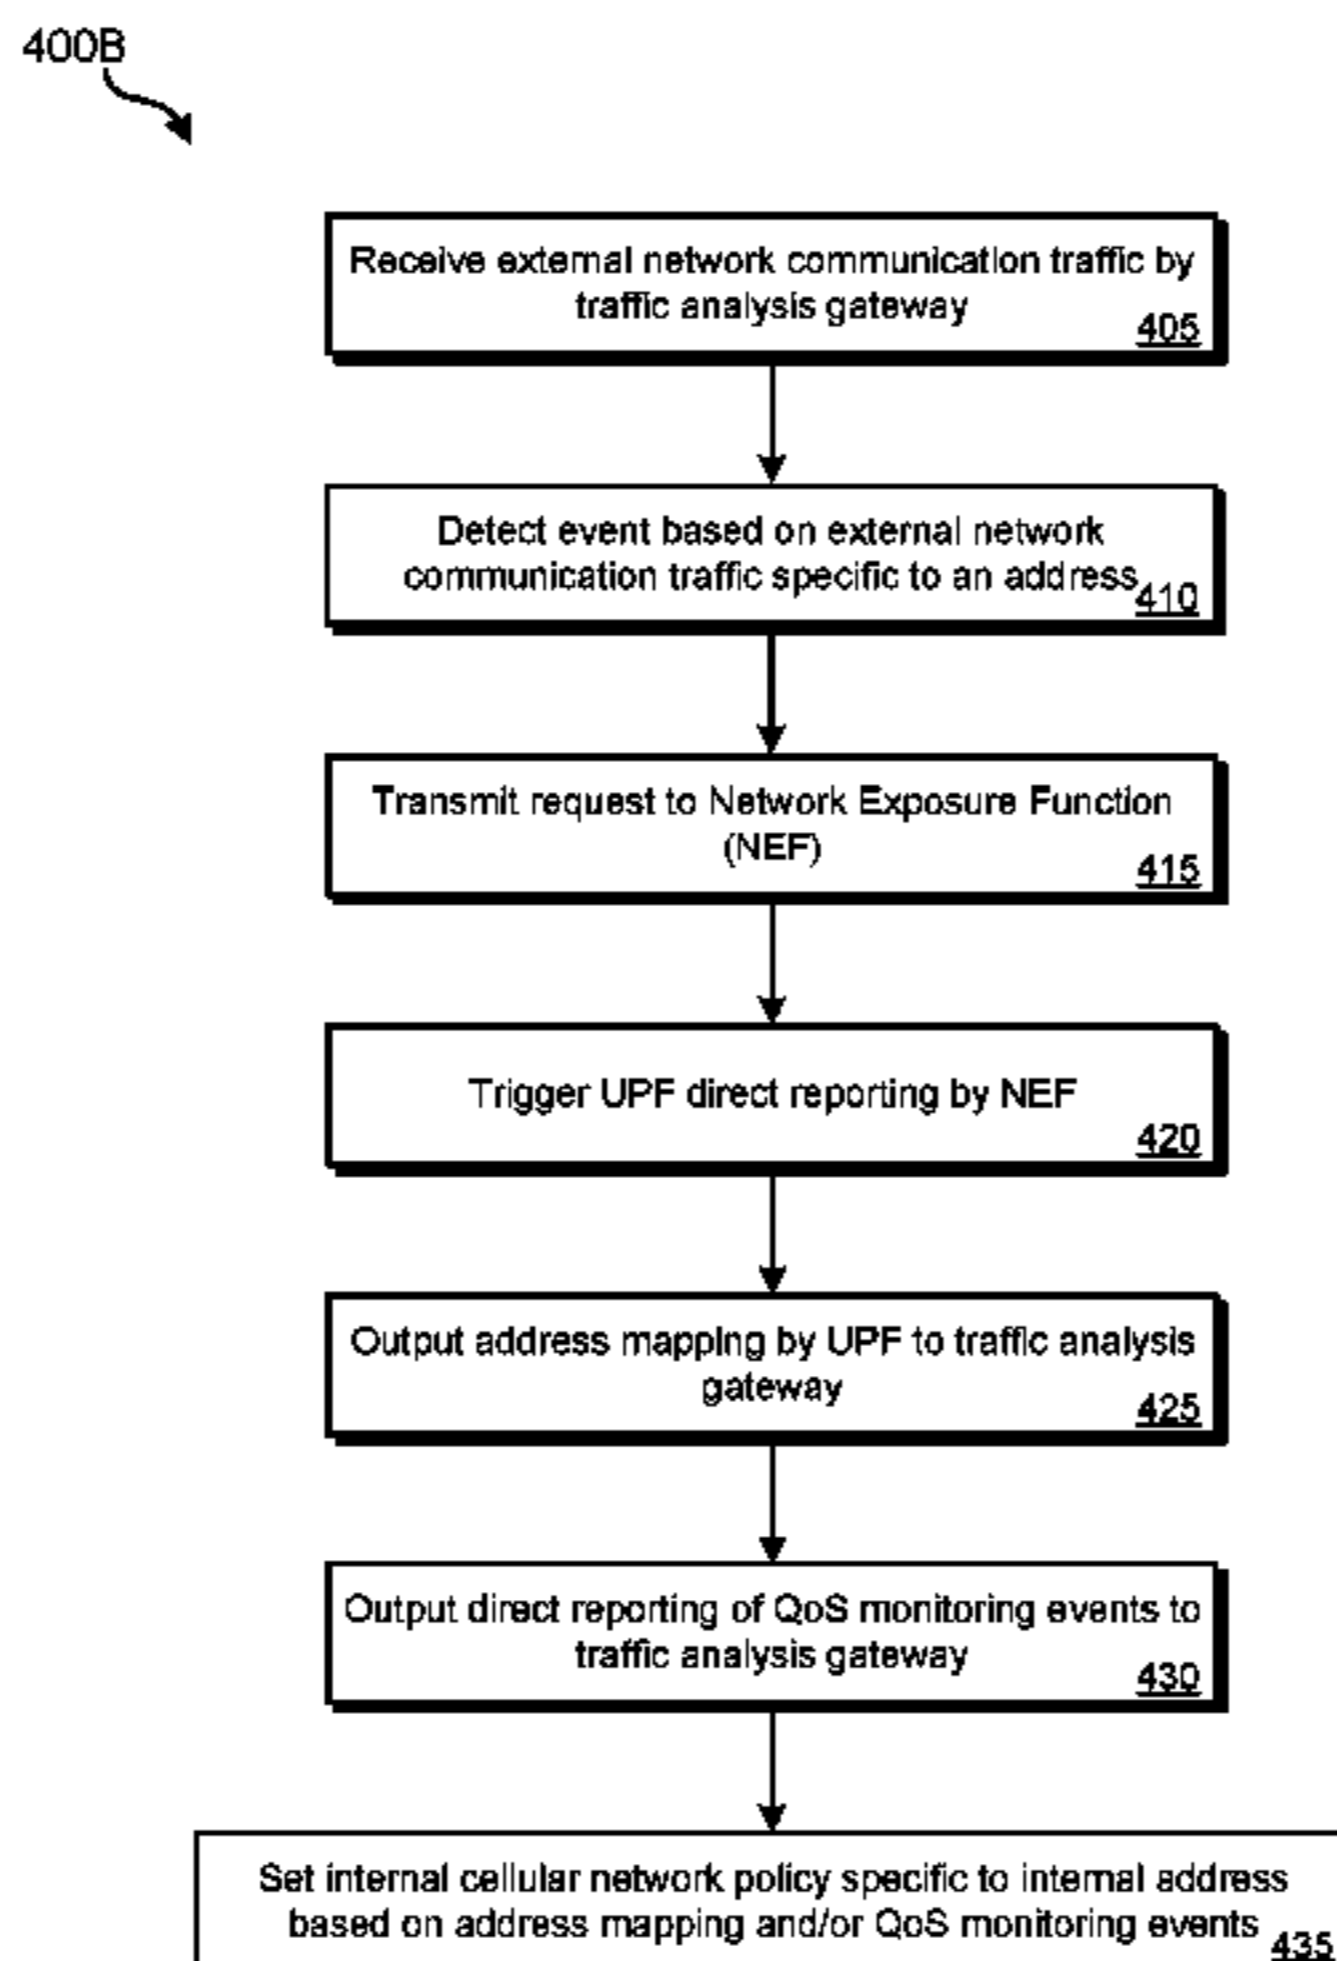 400B
Receive external network communication traffic by
traffic analysis gateway
405
Detect event based on external network
communication traffic specific to an address
410
Transmit request to Network Exposure Function
(NEF)
415
Trigger UPF direct reporting by NEF
420
Output address mapping by UPF to traffic analysis
gateway
425
Output direct reporting of QoS monitoring events to
traffic analysis gateway
430
Set internal cellular network policy specific to internal address
based on address mapping and/or QoS monitoring events
435